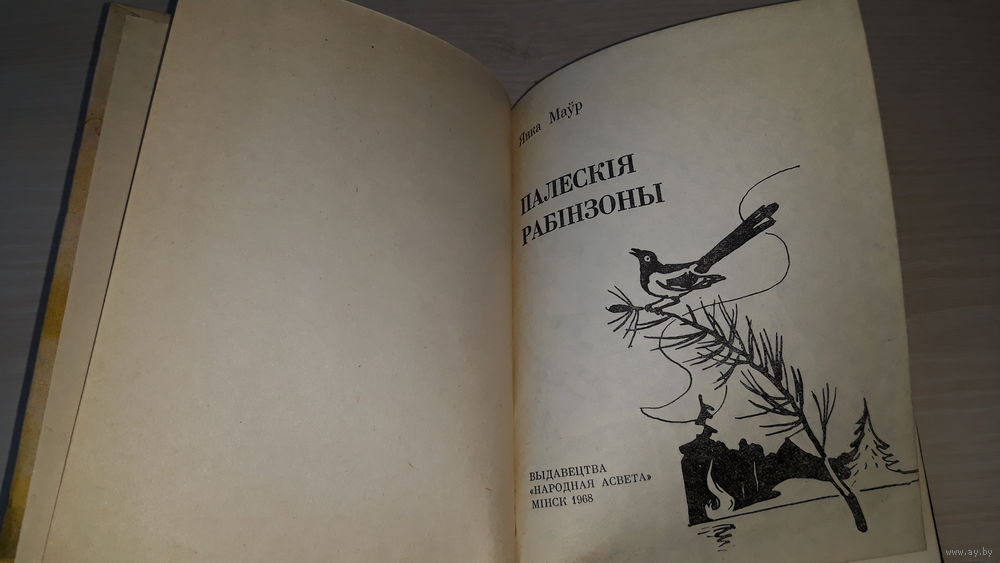 Янка Маўр
ПАЛЕСКІЯ
РАБІНЗОНЫ
ВЫДАВЕЦТВА
«НАРОДНАЯ АСВЕТА»
МІНСК 1968
www.ay.by